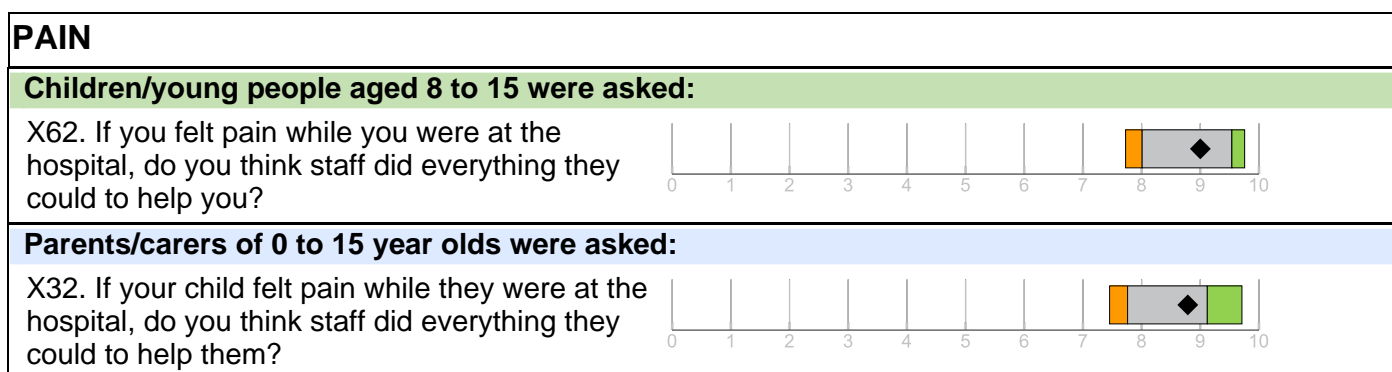 PAIN
Children/young people aged 8 to 15 were asked:
X62. If you felt pain while you were at the
hospital, do you think staff did everything they
could to help you?
0 1 2 3 4 5 6 7 8 9 10
Parents/carers of 0 to 15 year olds were asked:
X32. If your child felt pain while they were at the
hospital, do you think staff did everything they
could to help them?
0 1 2 3 4 5 6 7 8 9 10